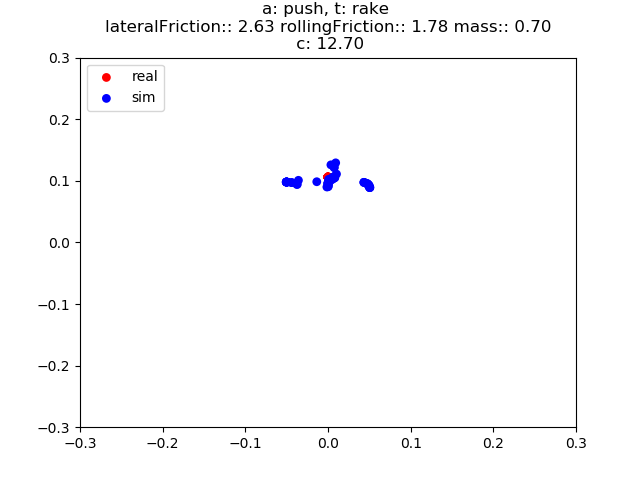 a: push, t: rake
lateralFriction:: 2.63 rollingFriction:: 1.78 mass:: 0.70
c: 12.70
real
sim
0.3
0.2
0.1
0.0
−0.1
−0.2
−0.3
−0.3 −0.2 −0.1 0.0 0.1 0.2 0.3